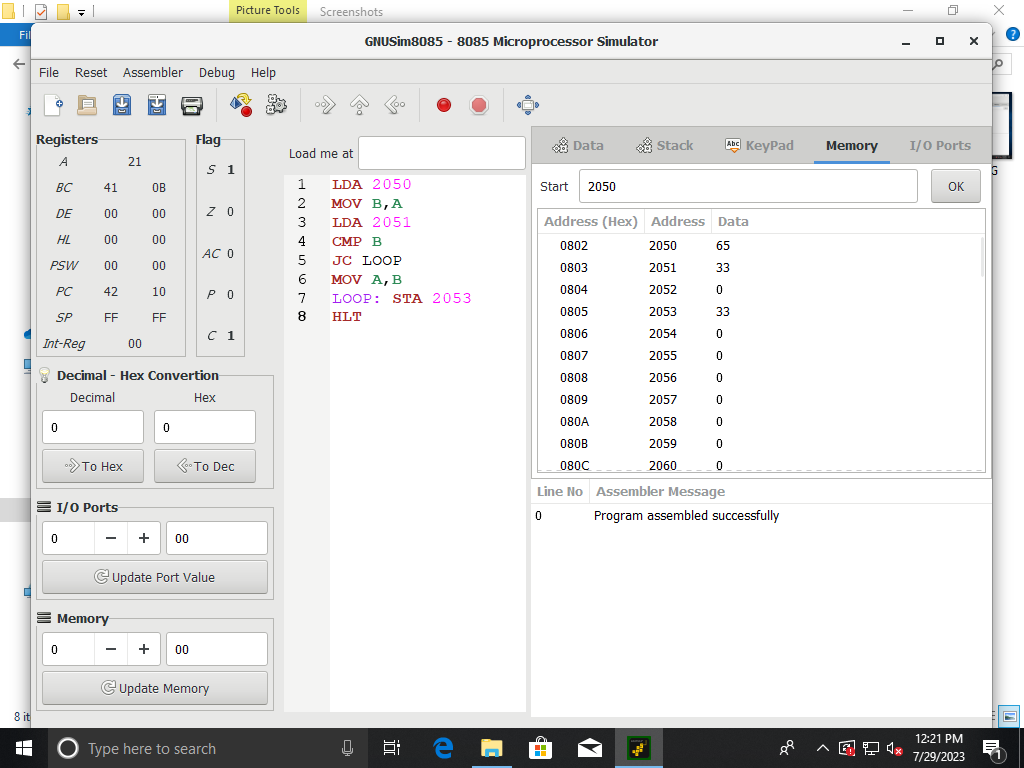 Picture Tools Screenshots
Fil
GNUSim8085 - 8085 Microprocessor Simulator
File Reset Assembler Debug Help
Registers
A 21
BC 41 0B
DE 00 00
HL 00 00
PSW 00 00
PC 42 10
SP FF FF
Int-Reg 00
Flag
S 1
Z 0
AC 0
P 0
C 1
Decimal - Hex Convertion
Decimal Hex
0 0
To Hex To Dec
I/O Ports
0 00
Update Port Value
Memory
0 00
Update Memory
Load me at
1 LDA 2050
2 MOV B,A
3 LDA 2051
4 CMP B
5 JC LOOP
6 MOV A,B
7 LOOP: STA 2053
8 HLT
Data Stack Abc KeyPad Memory I/O Ports
Start 2050 OK
Address (Hex) Address Data
0802 2050 65
0803 2051 33
0804 2052 0
0805 2053 33
0806 2054 0
0807 2055 0
0808 2056 0
0809 2057 0
080A 2058 0
080B 2059 0
080C 2060 0
Line No Assembler Message
0 Program assembled successfully
G
8 it
Type here to search
12:21 PM
7/29/2023
1